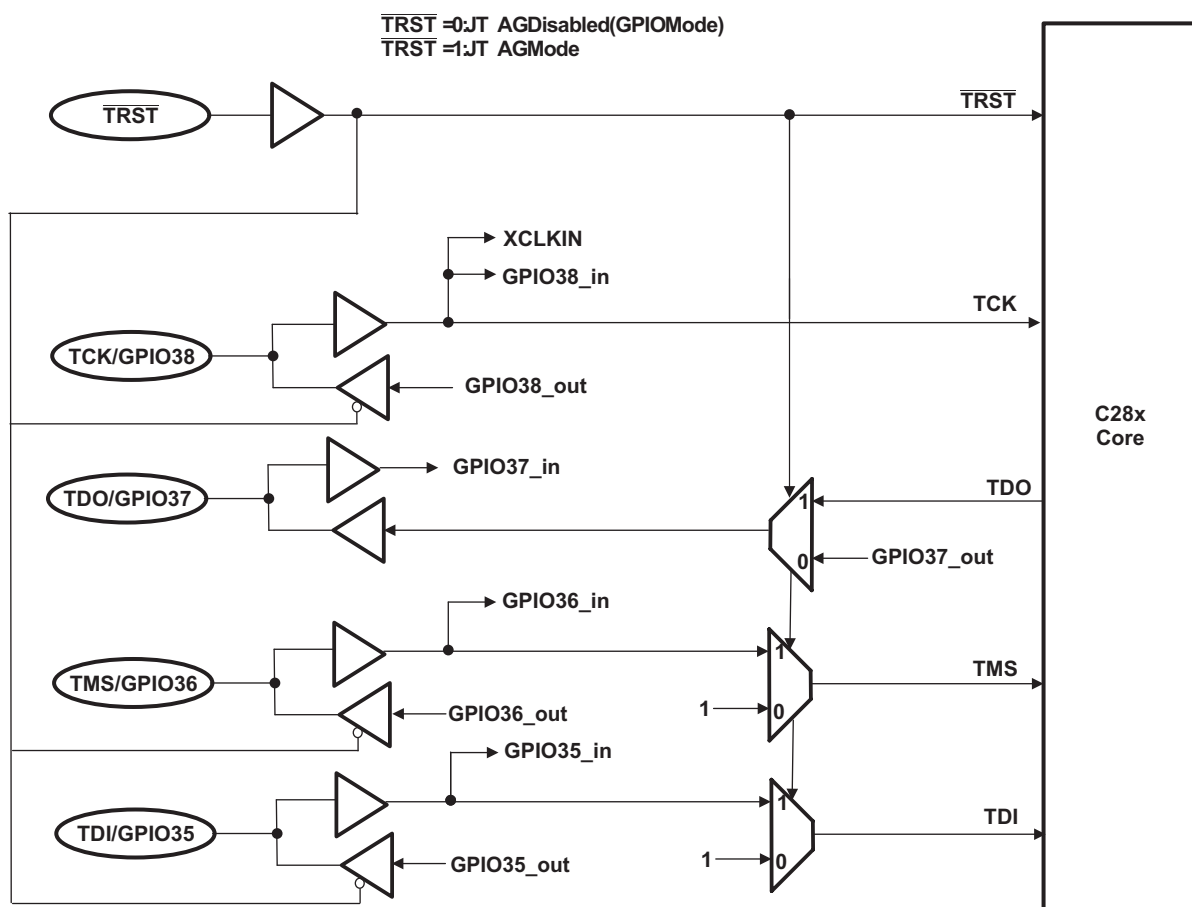 TRST =0:JT AGDisabled(GPIOMode)
TRST =1:JT AGMode
TRST
TRST
XCLKIN
GPIO38_in
TCK
TCK/GPIO38
GPIO38_out
C28x
Core
GPIO37_in
TDO/GPIO37
TDO
1
0
GPIO37_out
GPIO36_in
1
TMS/GPIO36
TMS
GPIO36_out
1
0
GPIO35_in
1
TDI/GPIO35
TDI
GPIO35_out
1
0